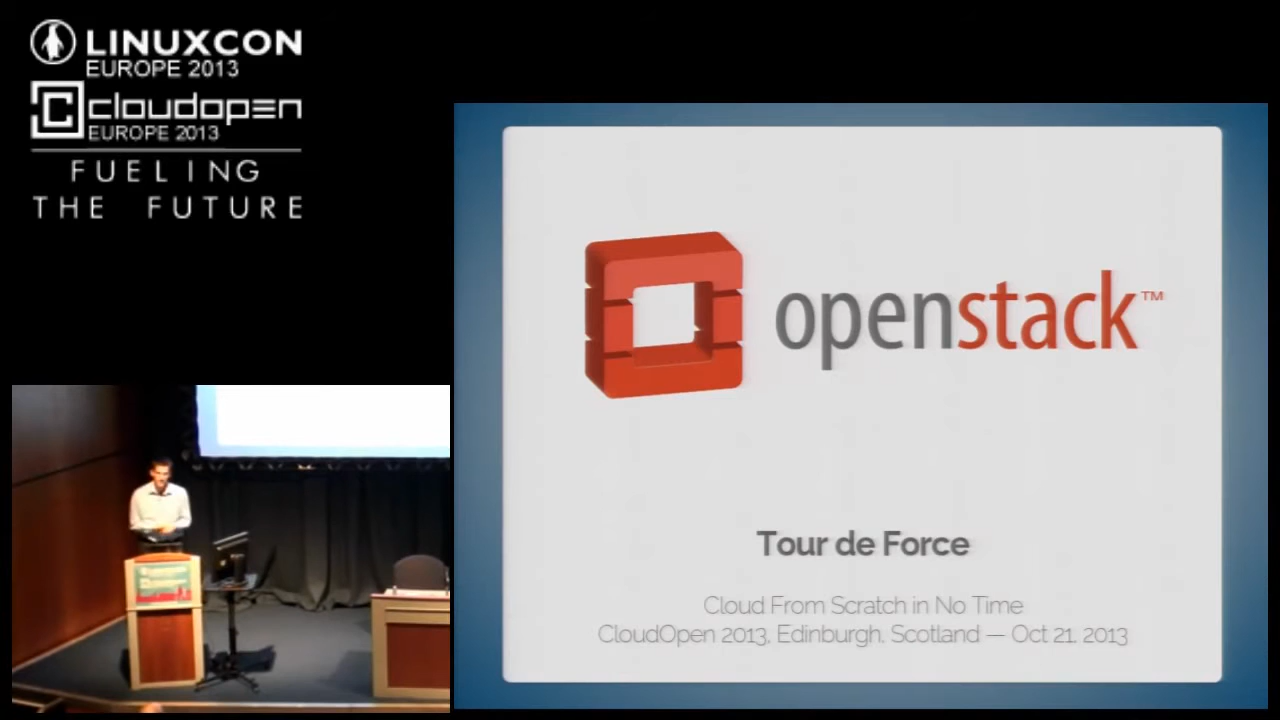 LINUXCON
EUROPE 2013
cloudopen
EUROPE 2013
FUELING
THE FUTURE
openstack™
Tour de Force
Cloud From Scratch in No Time
CloudOpen 2013, Edinburgh, Scotland — Oct 21, 2013